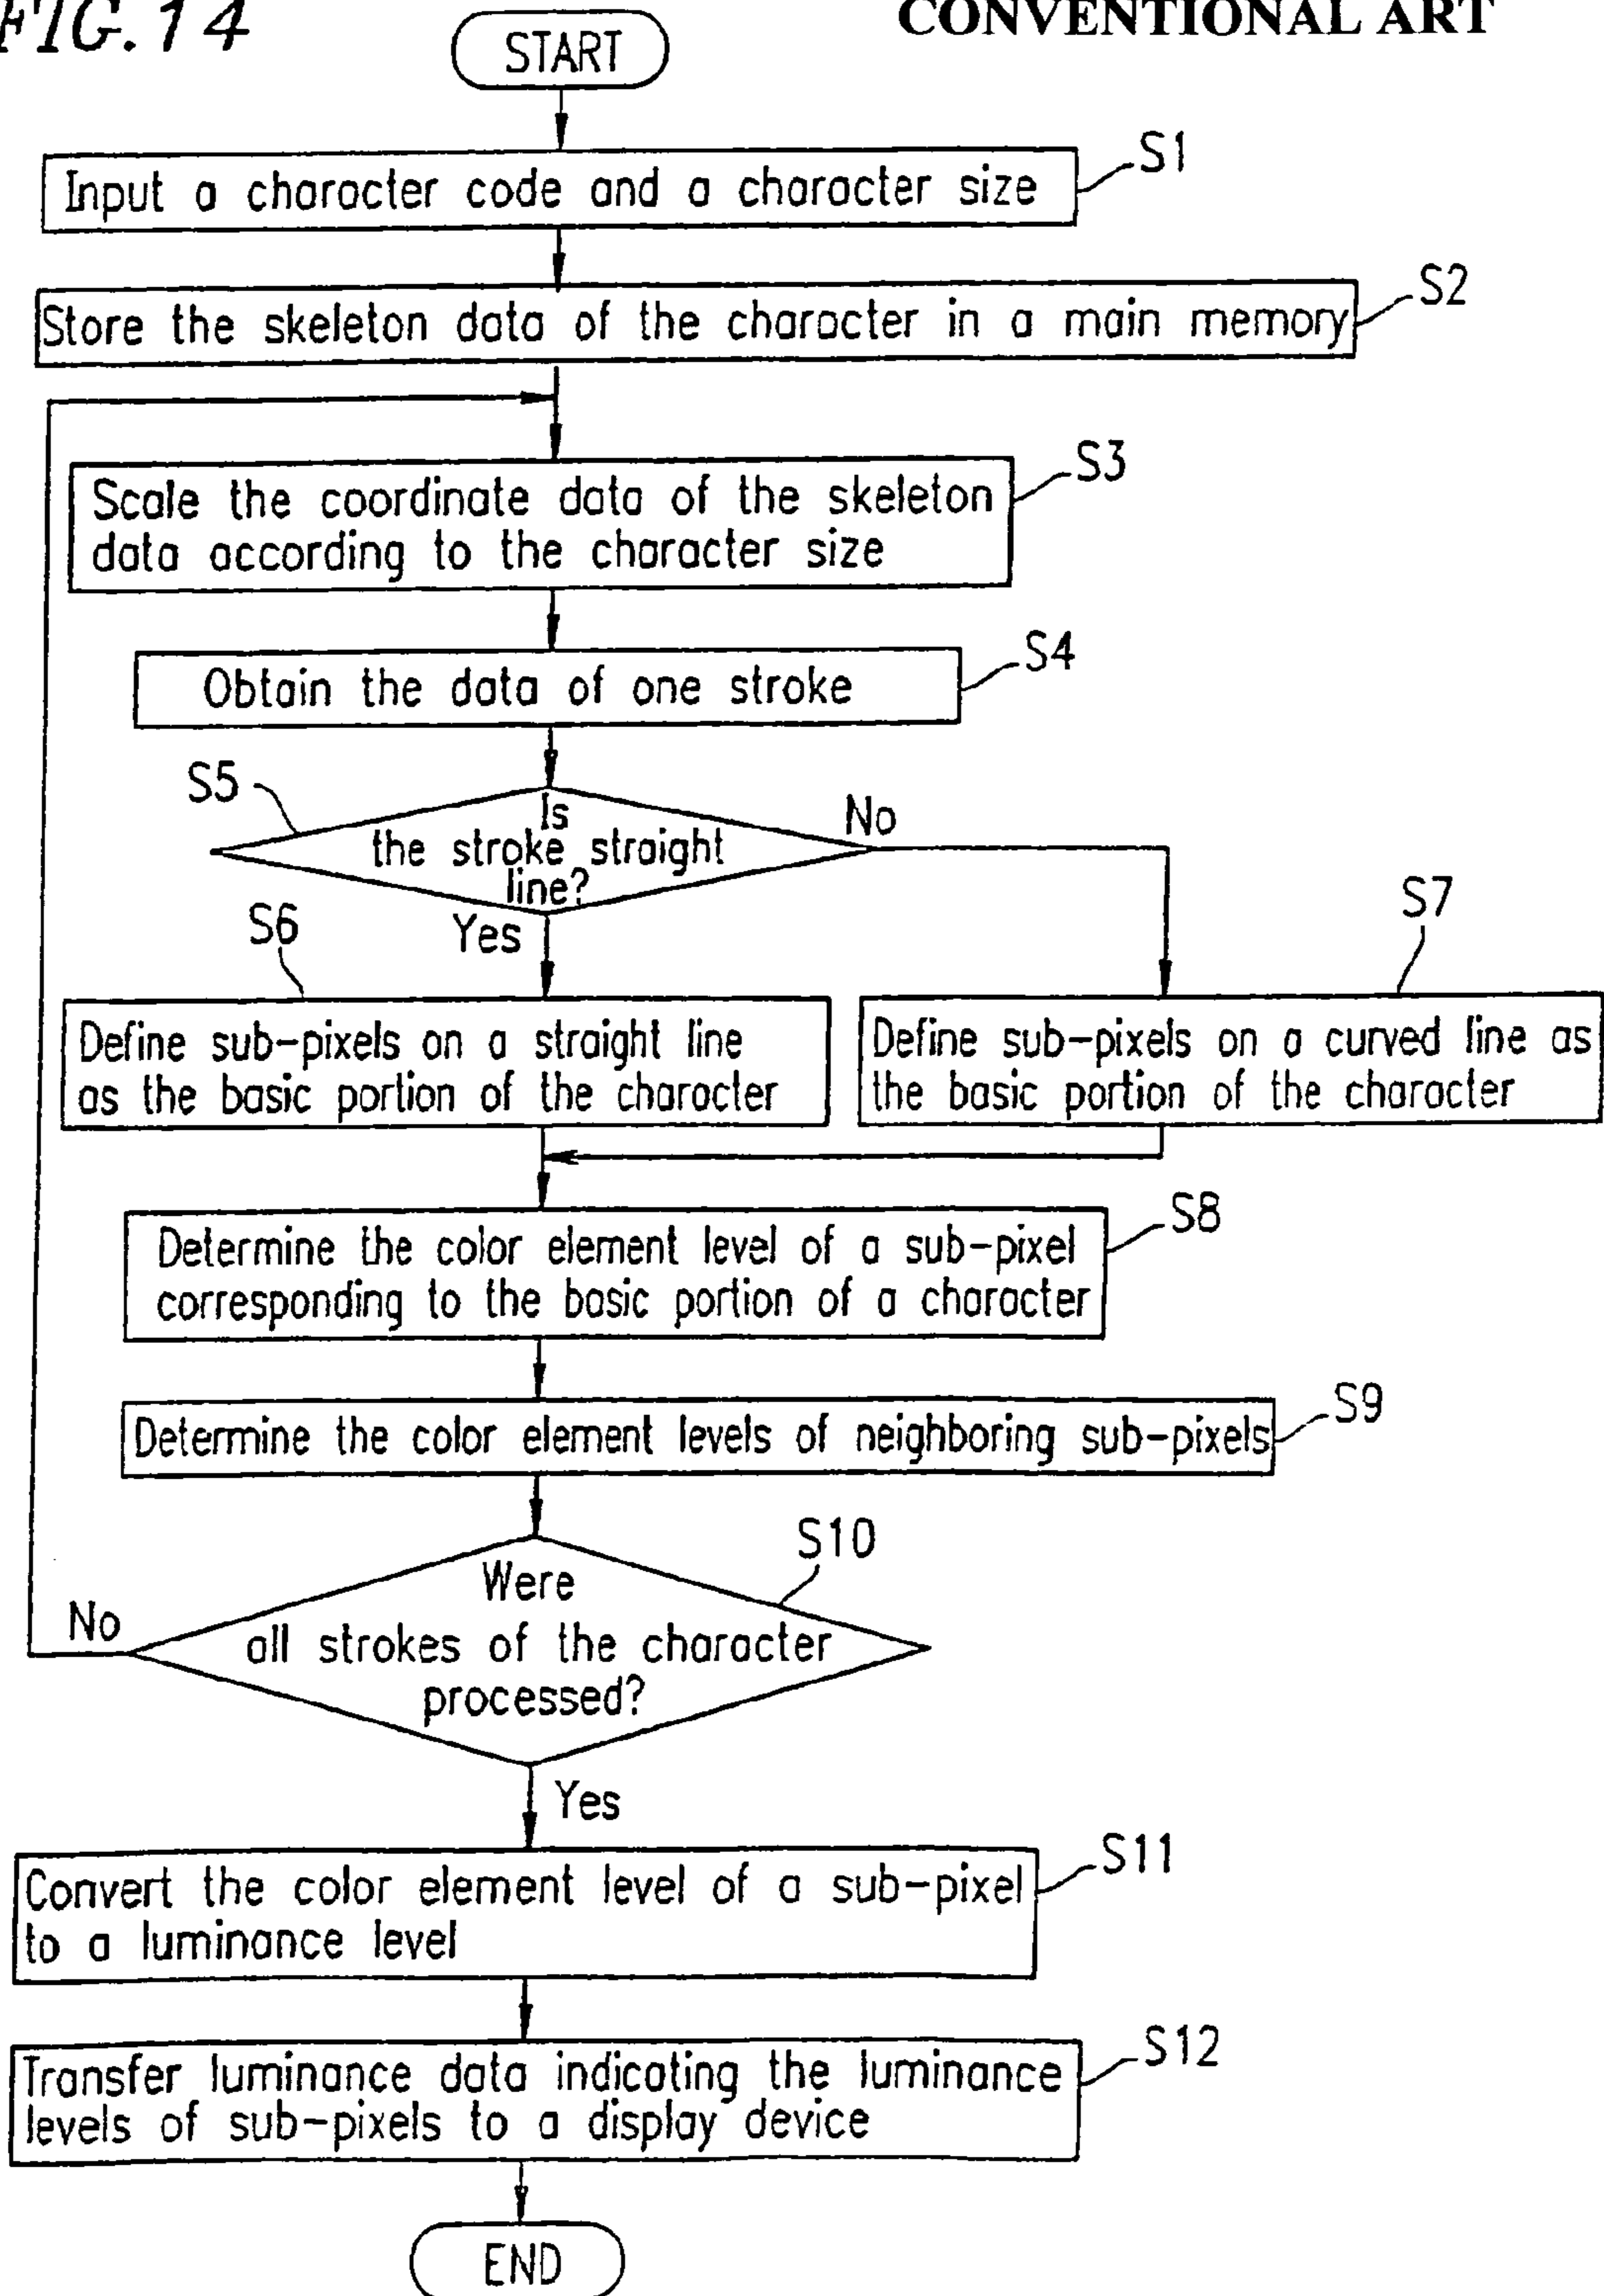 FIG. 14
CONVENTIONAL ART
START
S1
Input a character code and a character size
S2
Store the skeleton data of the character in a main memory
S3
Scale the coordinate data of the skeleton
data according to the character size
S4
Obtain the data of one stroke
S5
Is
the stroke straight
line?
No
Yes
S6
S7
Define sub-pixels on a straight line
as the basic portion of the character
Define sub-pixels on a curved line as
the basic portion of the character
S8
Determine the color element level of a sub-pixel
corresponding to the basic portion of a character
S9
Determine the color element levels of neighboring sub-pixels
S10
Were
all strokes of the character
processed?
No
Yes
S11
Convert the color element level of a sub-pixel
to a luminance level
S12
Transfer luminance data indicating the luminance
levels of sub-pixels to a display device
END